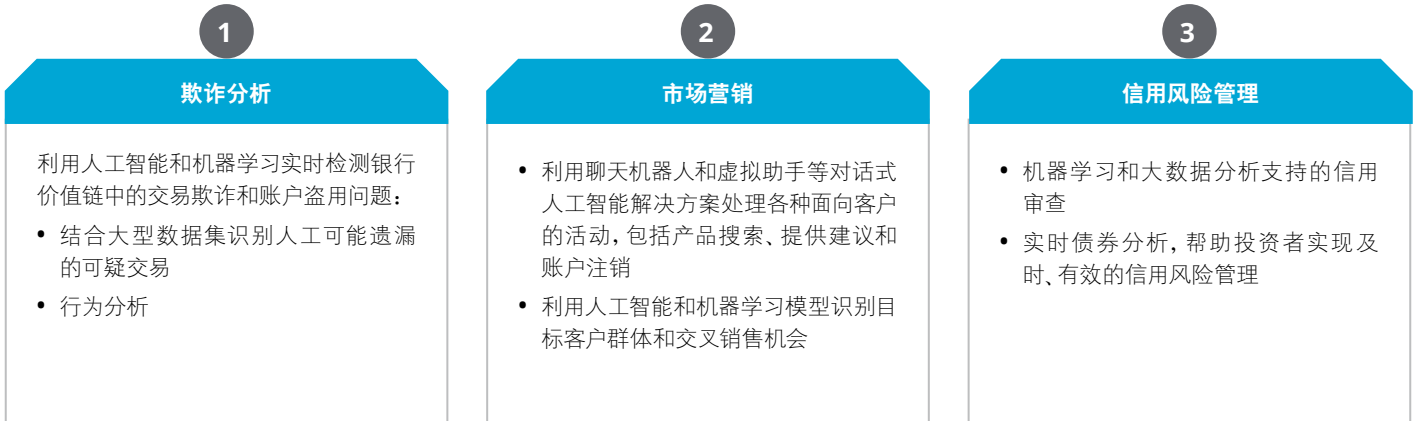 1
欺诈分析
利用人工智能和机器学习实时检测银行
价值链中的交易欺诈和账户盗用问题：
• 结合大型数据集识别人工可能遗漏
的可疑交易
• 行为分析
2
市场营销
• 利用聊天机器人和虚拟助手等对话式
人工智能解决方案处理各种面向客户
的活动，包括产品搜索、提供建议和
账户注销
• 利用人工智能和机器学习模型识别目
标客户群体和交叉销售机会
3
信用风险管理
• 机器学习和大数据分析支持的信用
审查
• 实时债券分析，帮助投资者实现及
时、有效的信用风险管理